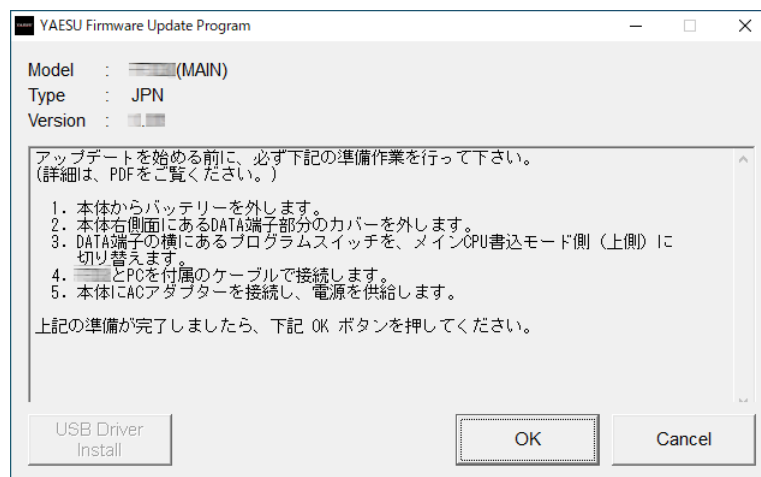 YAESU Firmware Update Program
Model : (MAIN)
Type : JPN
Version :
アップデートを始める前に、必ず下記の準備作業を行って下さい。
(詳細は、PDFをご覧ください。)
1. 本体からバッテリーを外します。
2. 本体右側面にあるDATA端子部分のカバーを外します。
3. DATA端子の横にあるプログラムスイッチを、メインCPU書込モード側（上側）に
切り替えます。
4. とPCを付属のケーブルで接続します。
5. 本体にACアダプターを接続し、電源を供給します。
上記の準備が完了しましたら、下記 OK ボタンを押してください。
USB Driver
Install
OK
Cancel